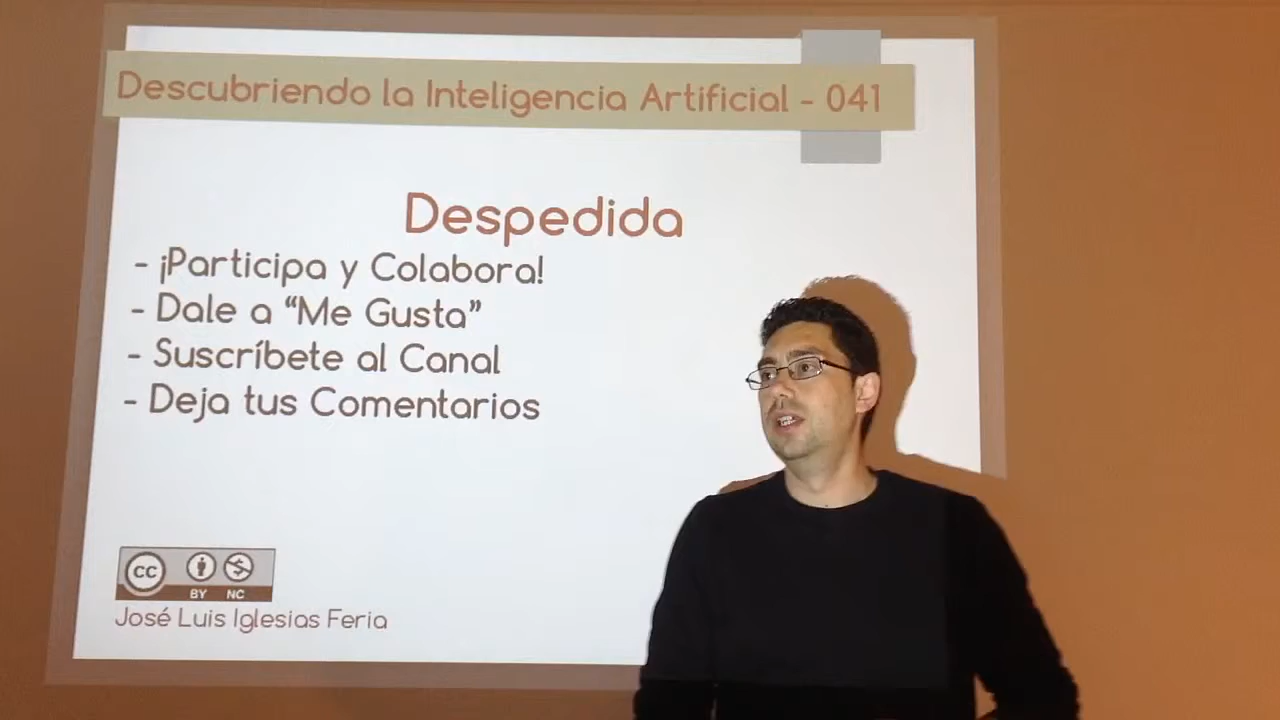 Descubriendo la Inteligencia Artificial - 041
Despedida
- ¡Participa y Colabora!
- Dale a “Me Gusta”
- Suscríbete al Canal
- Deja tus Comentarios
cc
BY NC
José Luis Iglesias Feria